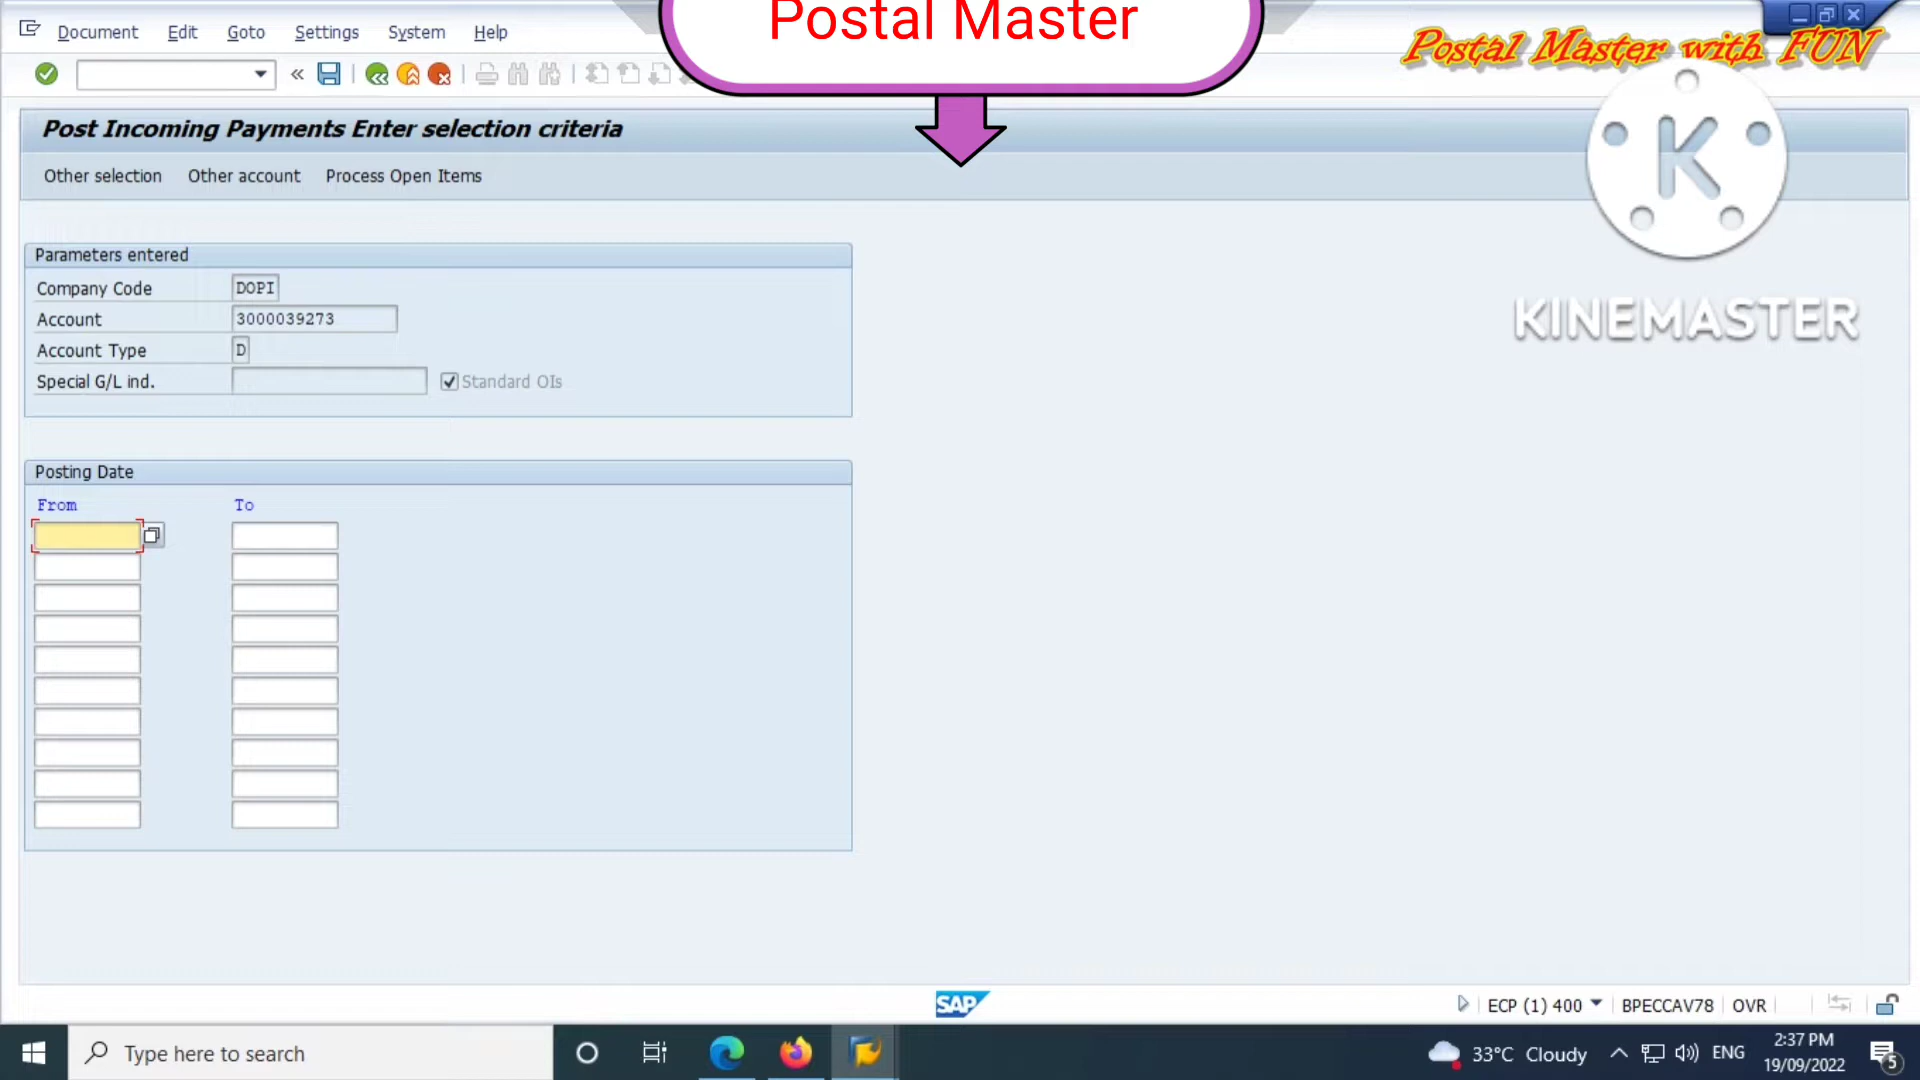 Postal Master
Document Edit Goto Settings System Help
Postal Master with FUN
Post Incoming Payments Enter selection criteria
Other selection Other account Process Open Items
K
KINEMASTER
Parameters entered
Company Code DOPI
Account 3000039273
Account Type D
Special G/L ind. Standard OIs
Posting Date
From To
SAP
ECP (1) 400 BPECCAV78 OVR
Type here to search
33°C Cloudy ENG 2:37 PM
19/09/2022
5